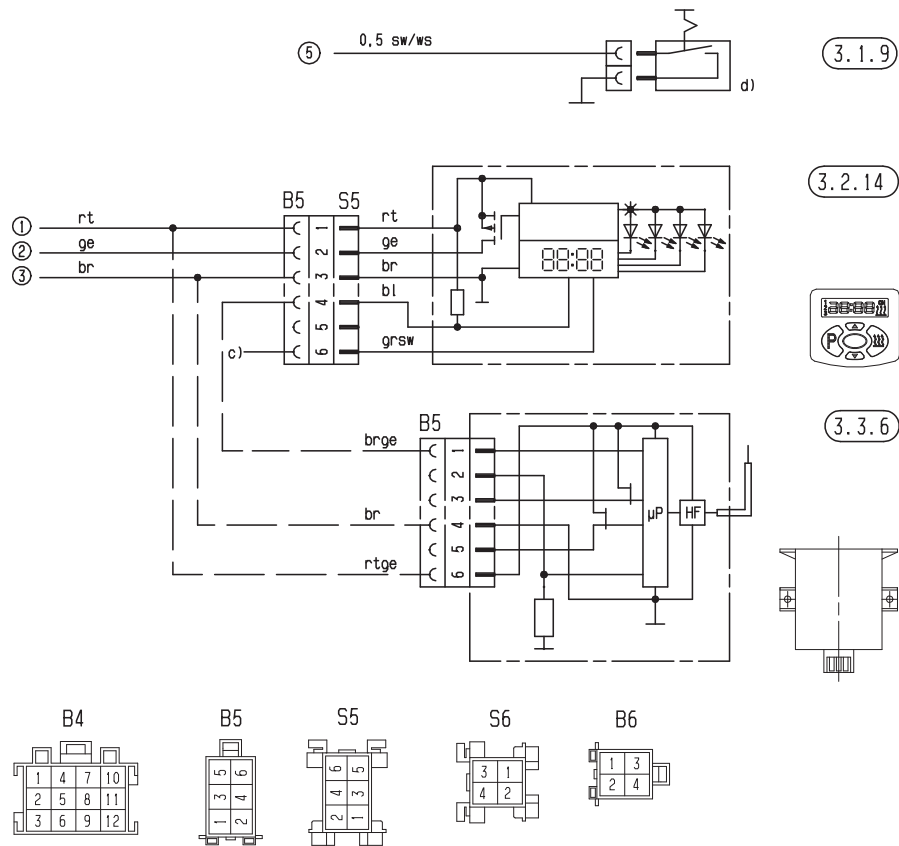 5 0,5 sw/ws
3.1.9
d)
3.2.14
B5 S5
1 rt 1 rt
2 ge 2 ge
3 br 3 br
4 bl
5
c) 6 grsw
88:88
P
3.3.6
B5
brge 1
2
3
br 4
5
rtge 6
µP HF
B4 B5 S5 S6 B6
1 4 7 10
2 5 8 11
3 6 9 12
5 6
3 4
1 2
6 5
4 3
2 1
3 1
4 2
1 3
2 4